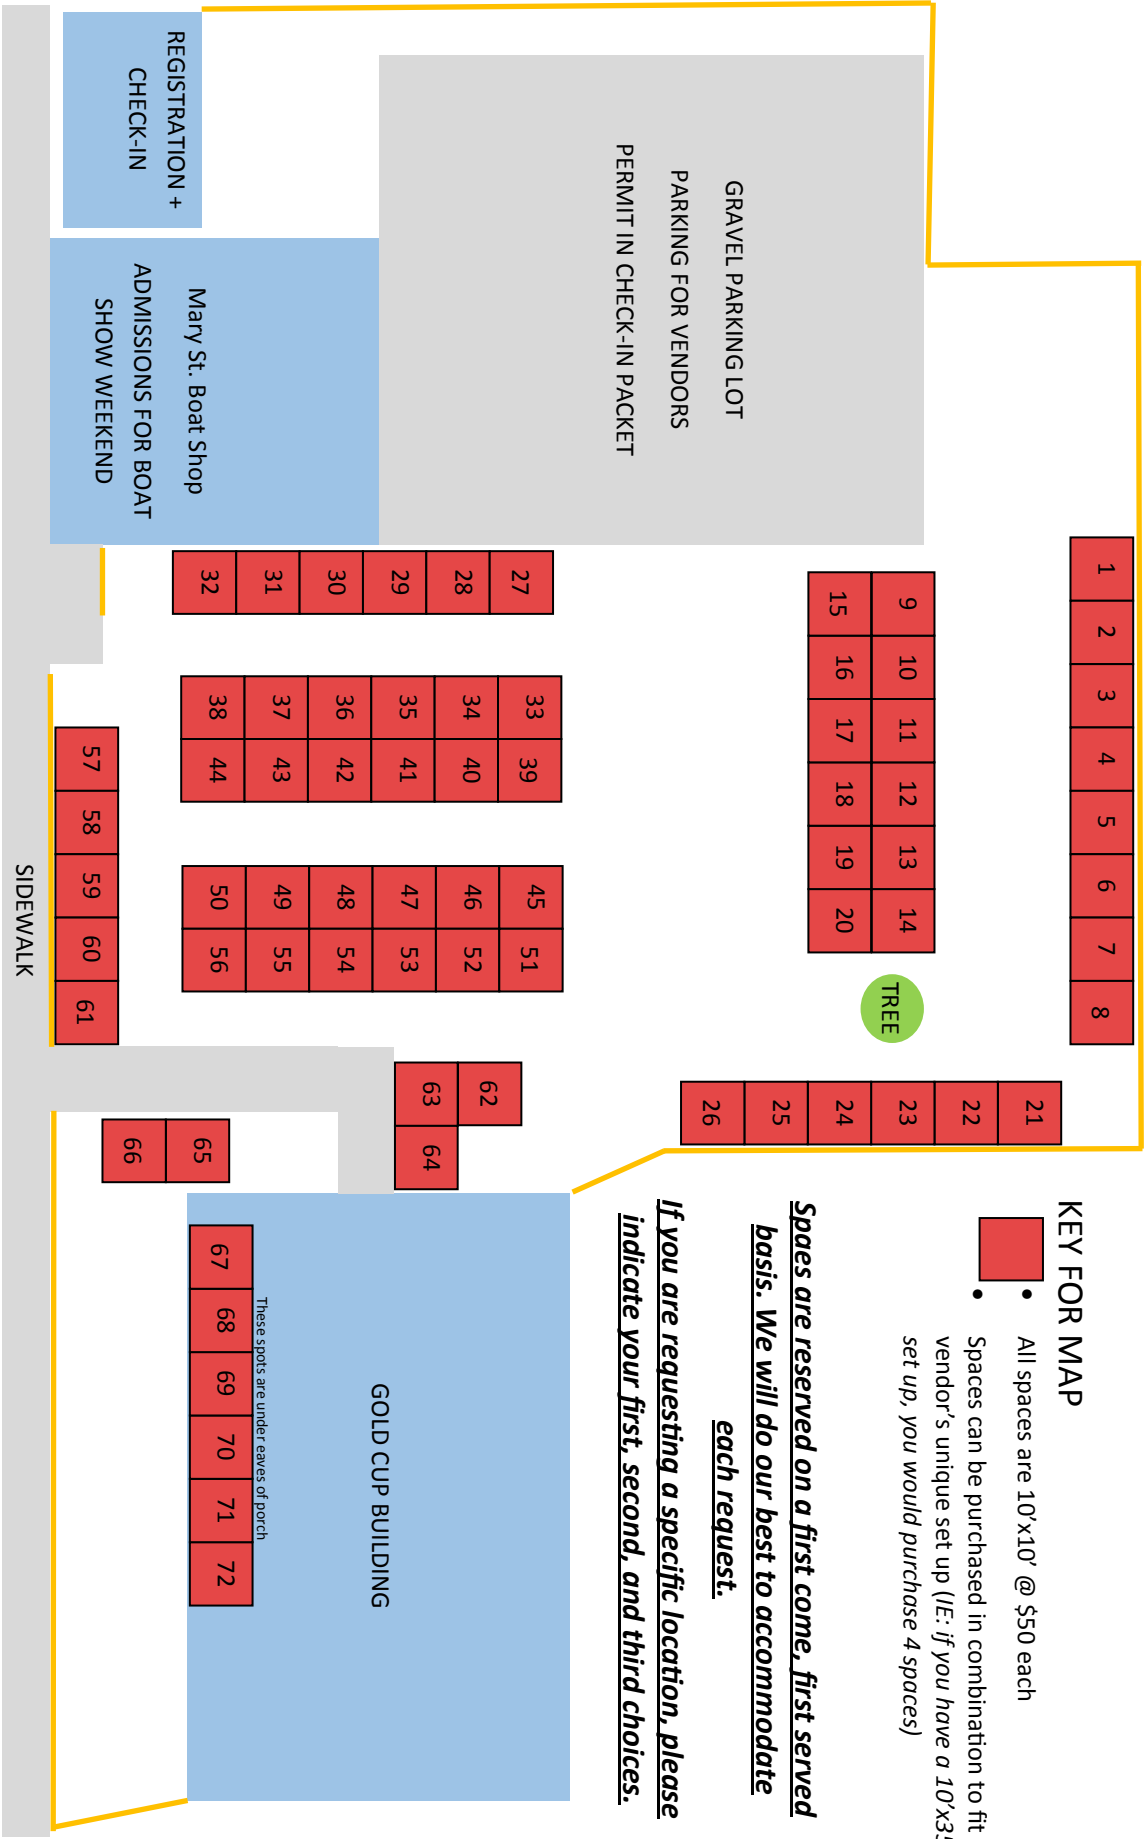 1 2 3 4 5 6 7 8
KEY FOR MAP
• All spaces are 10’x10’ @ $50 each
• Spaces can be purchased in combination to fit
vendor’s unique set up (IE: if you have a 10’x35
set up, you would purchase 4 spaces)
Spaes are reserved on a first come, first served
basis. We will do our best to accommodate
each request.
If you are requesting a specific location, please
indicate your first, second, and third choices.
9 10 11 12 13 14
15 16 17 18 19 20
TREE
21
22
23
24
25
26
GRAVEL PARKING LOT
PARKING FOR VENDORS
PERMIT IN CHECK-IN PACKET
27
28
29
30
31
32
33 39
34 40
35 41
36 42
37 43
38 44
45 51
46 52
47 53
48 54
49 55
50 56
62
63 64
65
66
GOLD CUP BUILDING
These spots are under eaves of porch
67 68 69 70 71 72
REGISTRATION +
CHECK-IN
Mary St. Boat Shop
ADMISSIONS FOR BOAT
SHOW WEEKEND
57 58 59 60 61
SIDEWALK